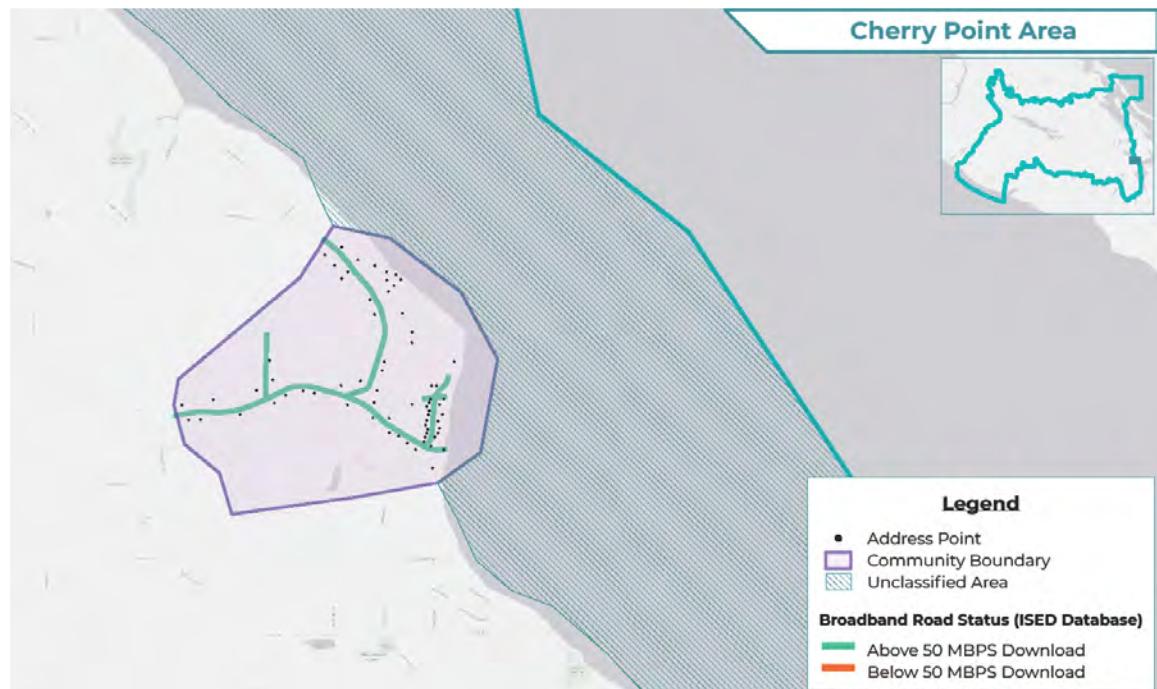 Cherry Point Area
Legend
Address Point
Community Boundary
Unclassified Area
Broadband Road Status (ISED Database)
Above 50 MBPS Download
Below 50 MBPS Download